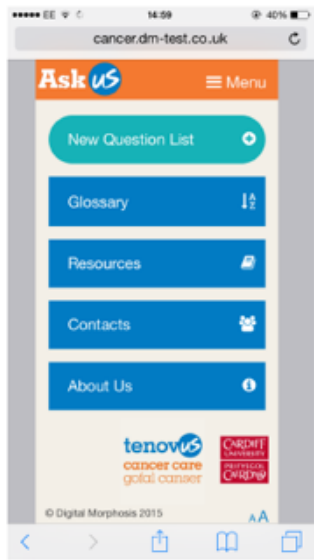 EE 14:59 40%
cancer.dm-test.co.uk
Ask us Menu
New Question List
Glossary
Resources
Contacts
About Us
tenovus
cancer care
gofal canser
CARDIFF
UNIVERSITY
PRIFYSGOL
CAERDYDD
© Digital Morphosis 2015
AA